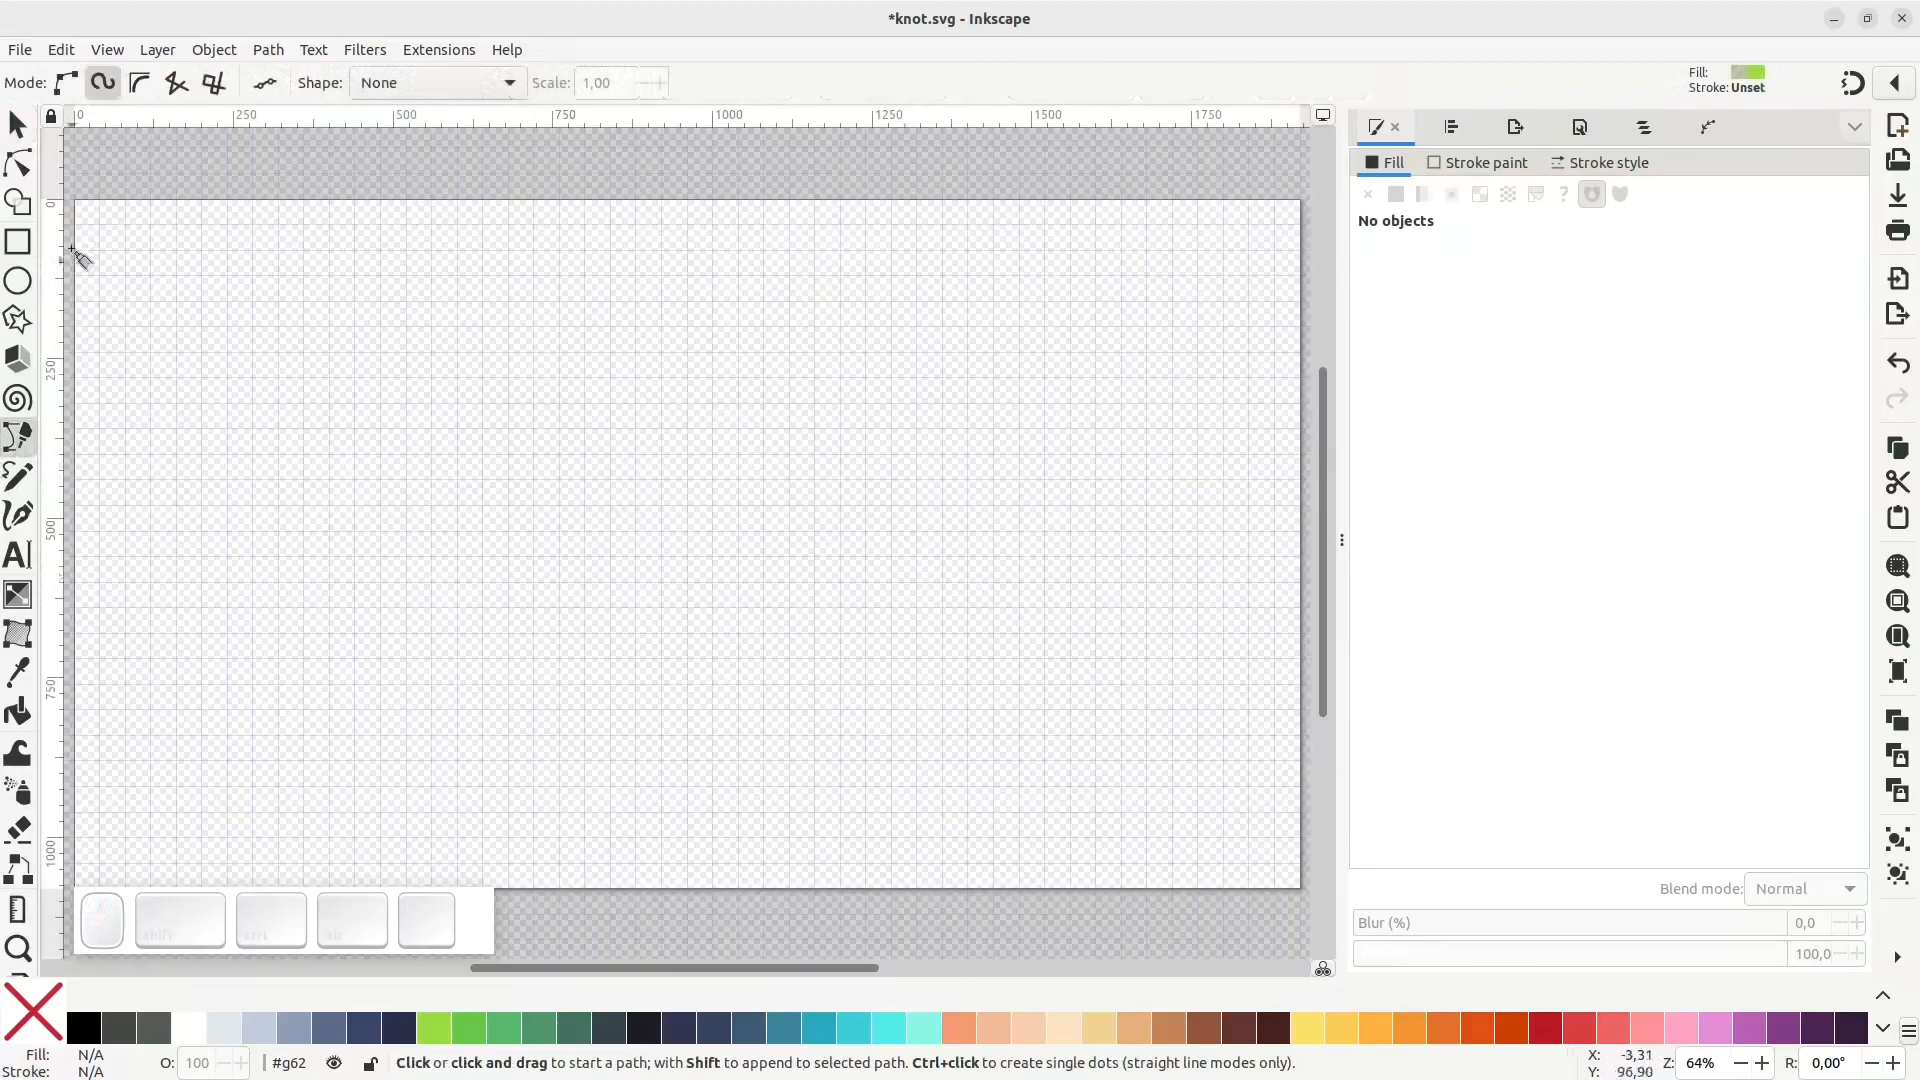 *knot.svg - Inkscape
File Edit View Layer Object Path Text Filters Extensions Help
Mode: Shape: None Scale: 1,00
Fill:
Stroke: Unset
0 250 500 750 1000 1250 1500 1750
Fill Stroke paint Stroke style
No objects
0
250
500
750
1000
Blend mode: Normal
Blur (%) 0,0
100,0
shift ctrl alt
Fill: N/A
Stroke: N/A
O: 100 #g62 Click or click and drag to start a path; with Shift to append to selected path. Ctrl+click to create single dots (straight line modes only).
X: -3,31
Y: 96,90
Z: 64% R: 0,00°